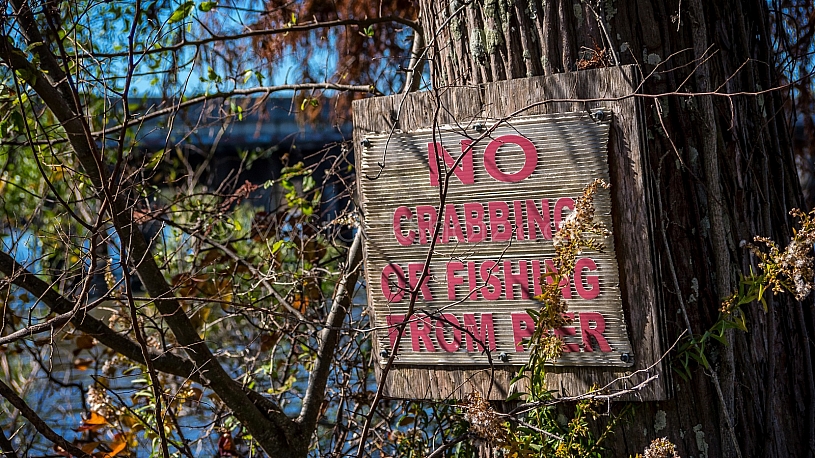 NO
CRABBING
OR FISHING
FROM PIER